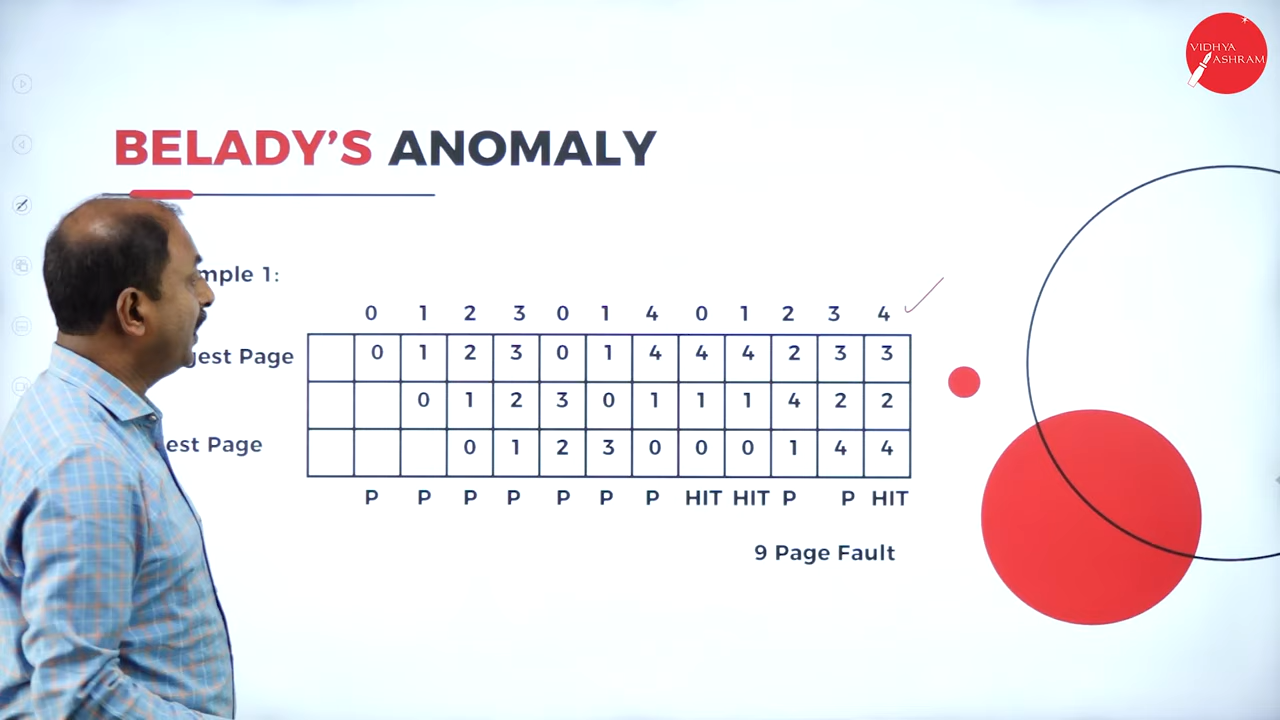 VIDHYA
ASHRAM
BELADY'S ANOMALY
mple 1:
0 1 2 3 0 1 4 0 1 2 3 4
gest Page 0 1 2 3 0 1 4 4 4 2 3 3
0 1 2 3 0 1 1 1 4 2 2
est Page 0 1 2 3 0 0 0 1 4 4
P P P P P P P HIT HIT P P HIT
9 Page Fault